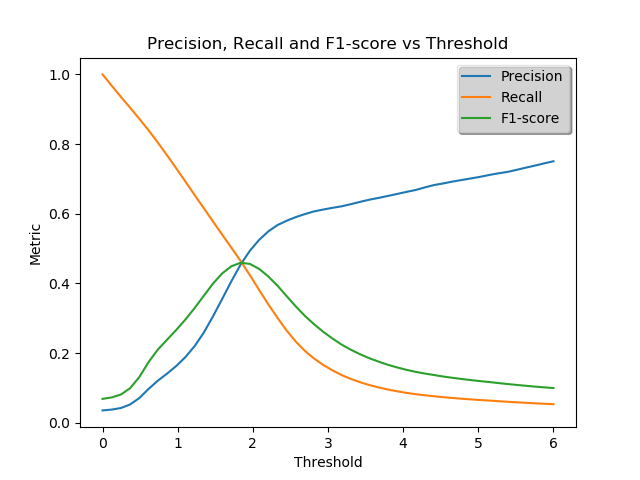 Precision, Recall and F1-score vs Threshold
Precision
Recall
F1-score
Metric
1.0
0.8
0.6
0.4
0.2
0.0
0 1 2 3 4 5 6
Threshold